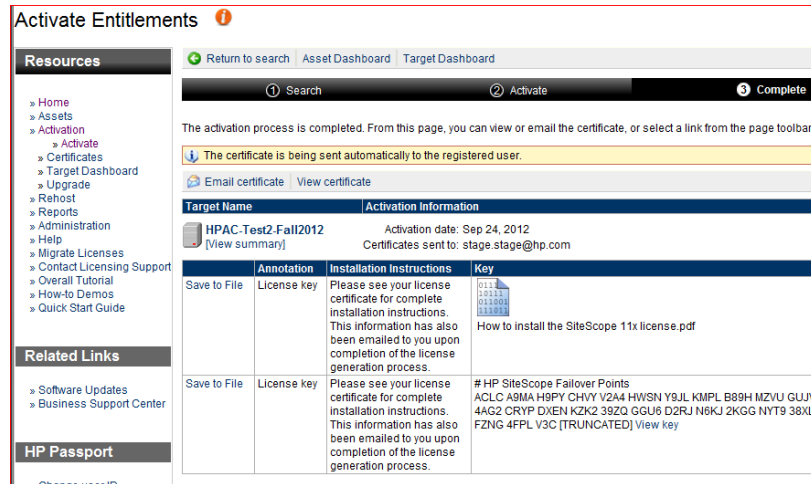 Activate Entitlements
Resources
» Home
» Assets
» Activation
» Activate
» Certificates
» Target Dashboard
» Upgrade
» Rehost
» Reports
» Administration
» Help
» Migrate Licenses
» Contact Licensing Support
» Overall Tutorial
» How-to Demos
» Quick Start Guide
Related Links
» Software Updates
» Business Support Center
HP Passport
Return to search Asset Dashboard Target Dashboard
1 Search 2 Activate 3 Complete
The activation process is completed. From this page, you can view or email the certificate, or select a link from the page toolbar
The certificate is being sent automatically to the registered user.
Email certificate View certificate
Target Name Activation Information
HPAC-Test2-Fall2012 Activation date: Sep 24, 2012
[View summary] Certificates sent to: stage.stage@hp.com
Annotation Installation Instructions Key
Save to File License key Please see your license
certificate for complete
installation instructions.
This information has also
been emailed to you upon
completion of the license
generation process.
How to install the SiteScope 11x license.pdf
Save to File License key Please see your license
certificate for complete
installation instructions.
This information has also
been emailed to you upon
completion of the license
generation process.
# HP SiteScope Failover Points
ACLC A9MA H9PY CHVY V2A4 HWSN Y9JL KMPL B89H MZVU
4AG2 CRYP DXEN KZK2 39ZQ GGU6 D2RJ N6KJ 2KGG NYT9
FZNG 4FPL V3C [TRUNCATED] View key